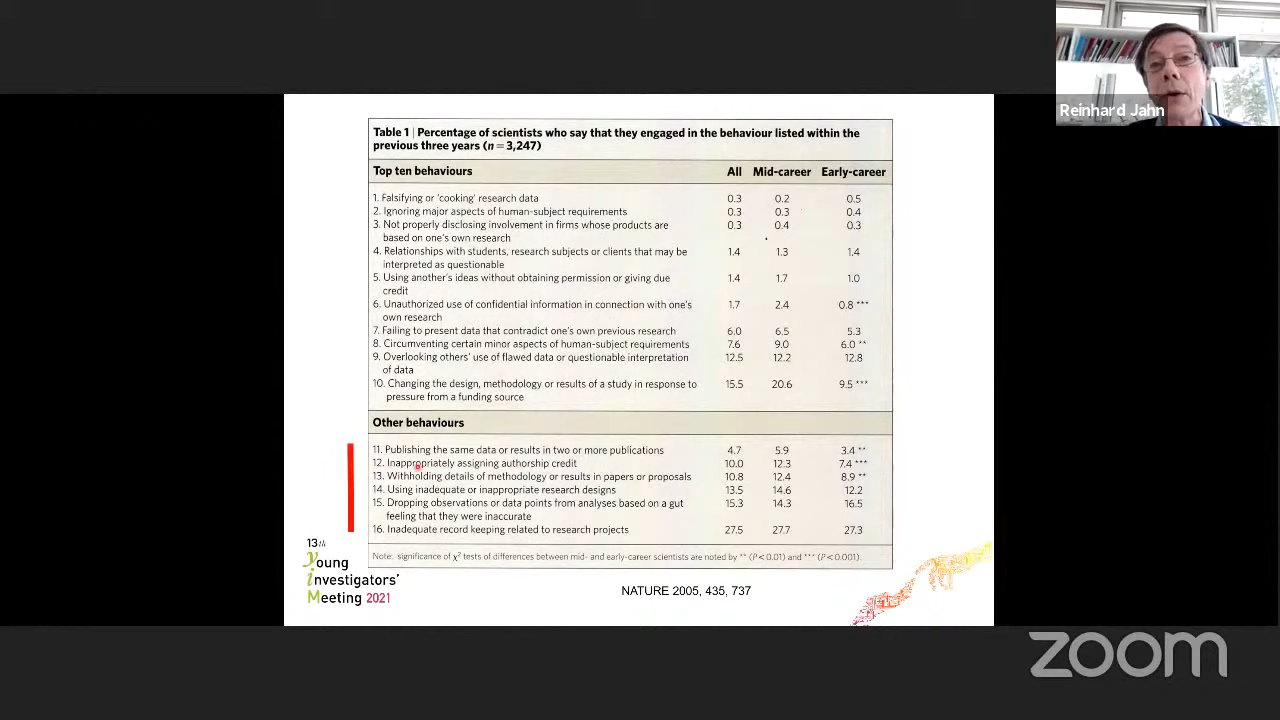 Reinhard Jahn
Table 1 | Percentage of scientists who say that they engaged in the behaviour listed within the
previous three years (n = 3,247)
Top ten behaviours All Mid-career Early-career
1. Falsifying or 'cooking' research data 0.3 0.2 0.5
2. Ignoring major aspects of human-subject requirements 0.3 0.3 0.4
3. Not properly disclosing involvement in firms whose products are 0.3 0.4 0.3
based on one's own research
4. Relationships with students, research subjects or clients that may be 1.4 1.3 1.4
interpreted as questionable
5. Using another's ideas without obtaining permission or giving due 1.4 1.7 1.0
credit
6. Unauthorized use of confidential information in connection with one's 1.7 2.4 0.8 ***
own research
7. Failing to present data that contradict one's own previous research 6.0 6.5 5.3
8. Circumventing certain minor aspects of human-subject requirements 7.6 9.0 6.0 **
9. Overlooking others' use of flawed data or questionable interpretation 12.5 12.2 12.8
of data
10. Changing the design, methodology or results of a study in response to 15.5 20.6 9.5 ***
pressure from a funding source
Other behaviours
11. Publishing the same data or results in two or more publications 4.7 5.9 3.4 **
12. Inappropriately assigning authorship credit 10.0 12.3 7.4 ***
13. Withholding details of methodology or results in papers or proposals 10.8 12.4 8.9 **
14. Using inadequate or inappropriate research designs 13.5 14.6 12.2
15. Dropping observations or data points from analyses based on a gut 15.3 14.3 16.5
feeling that they were inaccurate
16. Inadequate record keeping related to research projects 27.5 27.7 27.3
Note: significance of χ² tests of differences between mid- and early-career scientists are noted by ** (P<0.01) and *** (P<0.001).
13th
Young
investigators'
Meeting 2021
NATURE 2005, 435, 737
zoom